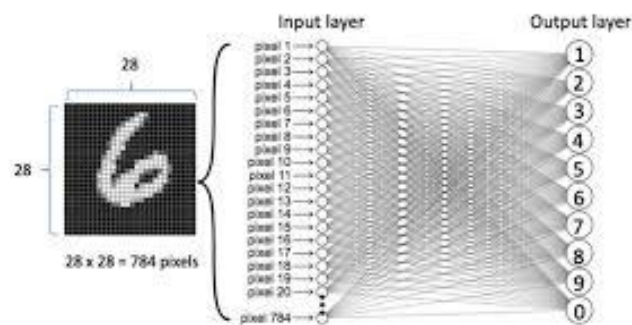 Input layer
Output layer
28
28
28 x 28 = 784 pixels
pixel 1
pixel 2
pixel 3
pixel 4
pixel 5
pixel 6
pixel 7
pixel 8
pixel 9
pixel 10
pixel 11
pixel 12
pixel 13
pixel 14
pixel 15
pixel 16
pixel 17
pixel 18
pixel 19
pixel 20
pixel 784
1
2
3
4
5
6
7
8
9
0
6